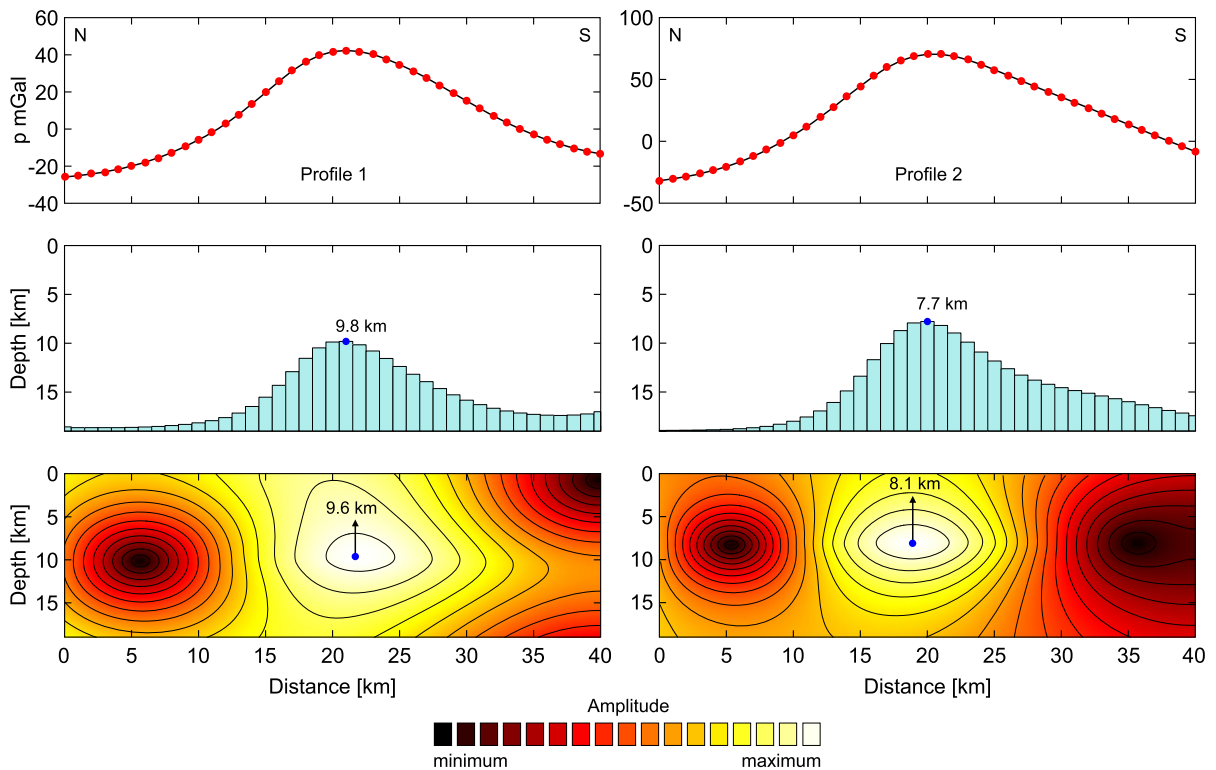 60
40
20
0
-20
-40
p mGal
N
S
Profile 1
100
50
0
-50
N
S
Profile 2
0
5
10
15
Depth [km]
9.8 km
0
5
10
15
7.7 km
0
5
10
15
Depth [km]
9.6 km
0 5 10 15 20 25 30 35 40
Distance [km]
0
5
10
15
8.1 km
0 5 10 15 20 25 30 35 40
Distance [km]
Amplitude
minimum maximum